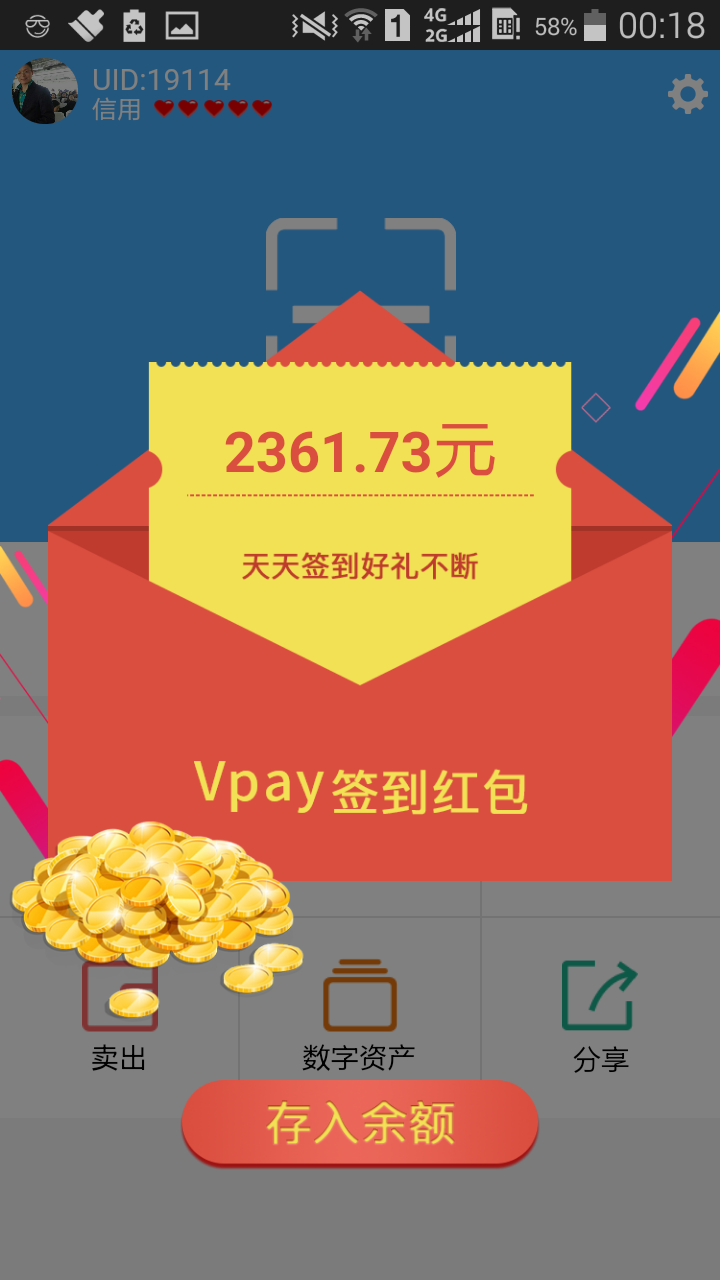 1 4G 2G 58% 00:18
UID:19114
信用
2361.73元
天天签到好礼不断
Vpay签到红包
卖出 数字资产 分享
存入余额